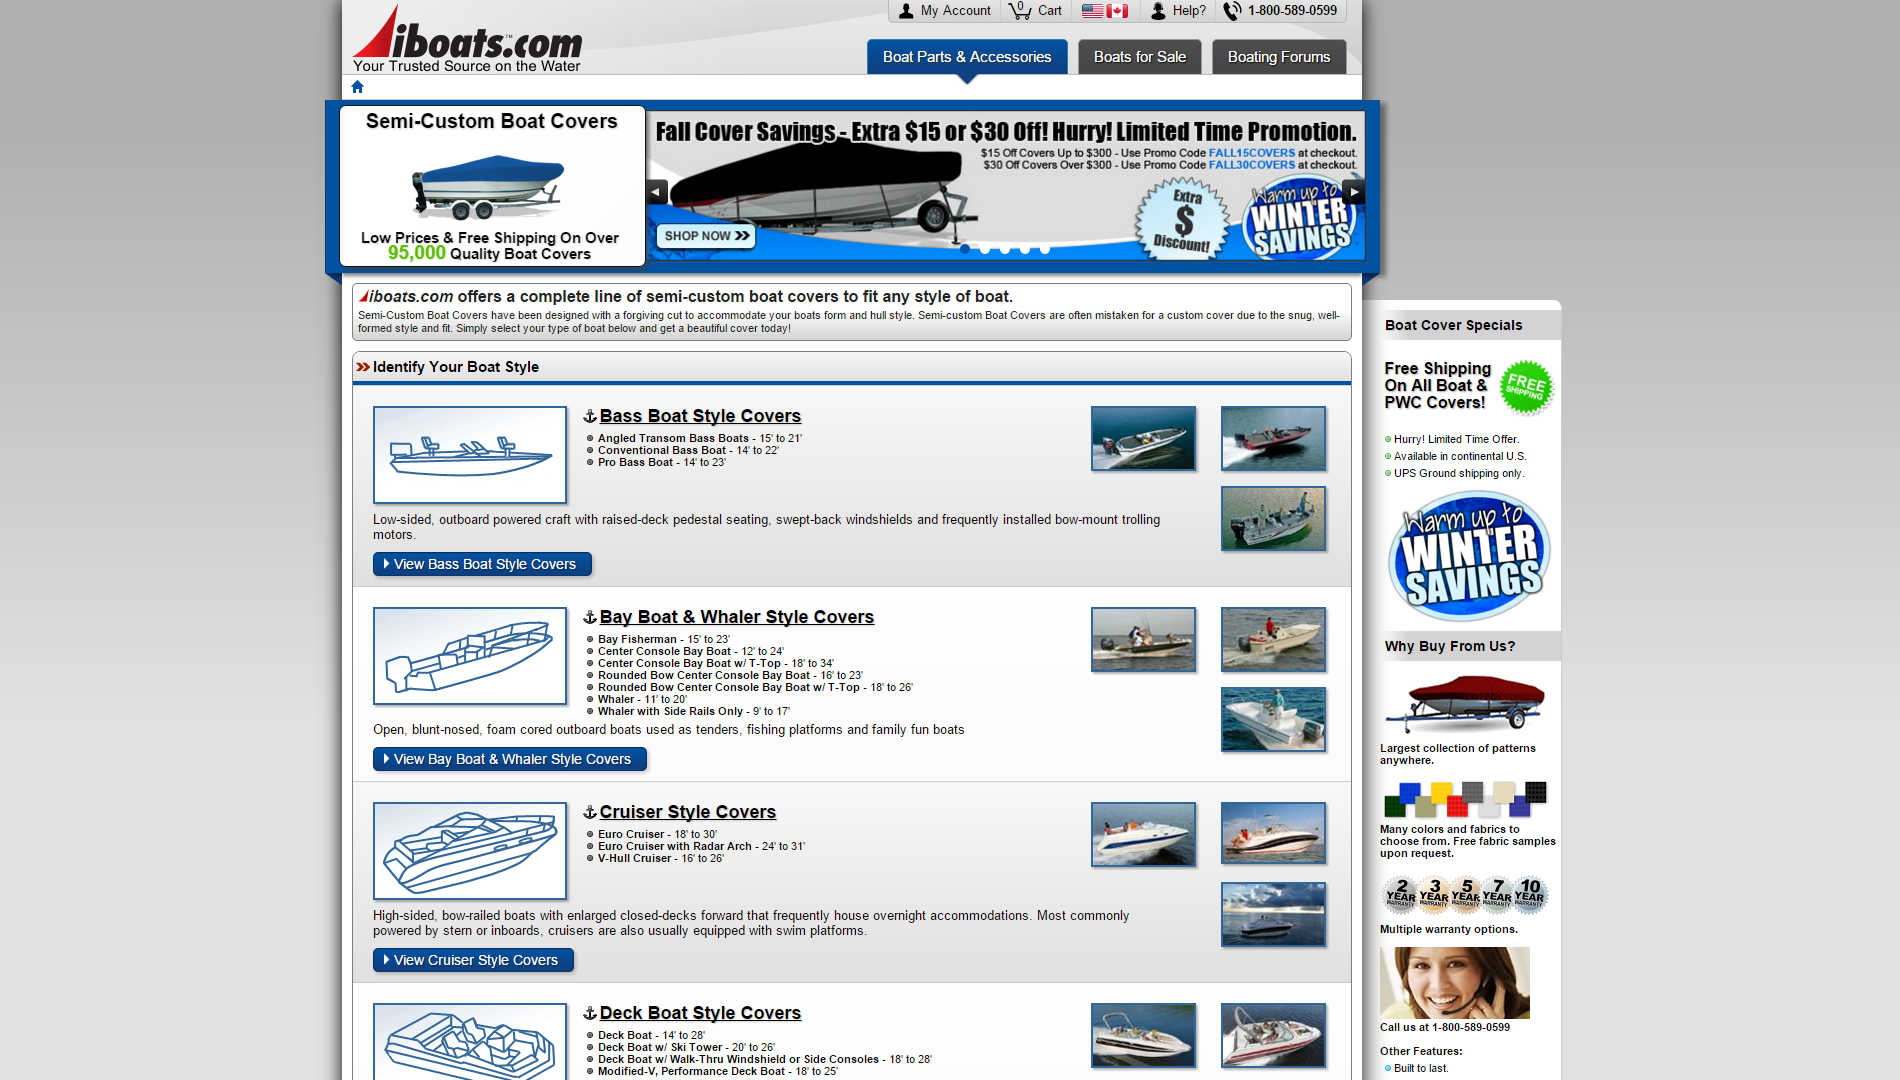 My Account
0
Cart
Help?
1-800-589-0599
iboats.com
Your Trusted Source on the Water
Boat Parts & Accessories
Boats for Sale
Boating Forums
Semi-Custom Boat Covers
Low Prices & Free Shipping On Over
95,000 Quality Boat Covers
Fall Cover Savings - Extra $15 or $30 Off! Hurry! Limited Time Promotion.
$15 Off Covers Up to $300 - Use Promo Code FALL15COVERS at checkout.
$30 Off Covers Over $300 - Use Promo Code FALL30COVERS at checkout.
SHOP NOW
Extra
$
Discount!
Warm up to
WINTER
SAVINGS
iboats.com offers a complete line of semi-custom boat covers to fit any style of boat.
Semi-Custom Boat Covers have been designed with a forgiving cut to accommodate your boats form and hull style. Semi-custom Boat Covers are often mistaken for a custom cover due to the snug, well-
formed style and fit. Simply select your type of boat below and get a beautiful cover today!
Identify Your Boat Style
Bass Boat Style Covers
Angled Transom Bass Boats - 15' to 21'
Conventional Bass Boat - 14' to 22'
Pro Bass Boat - 14' to 23'
Low-sided, outboard powered craft with raised-deck pedestal seating, swept-back windshields and frequently installed bow-mount trolling
motors.
View Bass Boat Style Covers
Bay Boat & Whaler Style Covers
Bay Fisherman - 15' to 23'
Center Console Bay Boat - 12' to 24'
Center Console Bay Boat w/ T-Top - 18' to 34'
Rounded Bow Center Console Bay Boat - 16' to 23'
Rounded Bow Center Console Bay Boat w/ T-Top - 18' to 26'
Whaler - 11' to 20'
Whaler with Side Rails Only - 9' to 17'
Open, blunt-nosed, foam cored outboard boats used as tenders, fishing platforms and family fun boats
View Bay Boat & Whaler Style Covers
Cruiser Style Covers
Euro Cruiser - 18' to 30'
Euro Cruiser with Radar Arch - 24' to 31'
V-Hull Cruiser - 16' to 26'
High-sided, bow-railed boats with enlarged closed-decks forward that frequently house overnight accommodations. Most commonly
powered by stern or inboards, cruisers are also usually equipped with swim platforms.
View Cruiser Style Covers
Deck Boat Style Covers
Deck Boat - 14' to 28'
Deck Boat w/ Ski Tower - 20' to 26'
Deck Boat w/ Walk-Thru Windshield or Side Consoles - 18' to 28'
Modified-V, Performance Deck Boat - 18' to 25'
Boat Cover Specials
Free Shipping
On All Boat &
PWC Covers!
FREE
SHIPPING
Hurry! Limited Time Offer.
Available in continental U.S.
UPS Ground shipping only.
Warm up to
WINTER
SAVINGS
Why Buy From Us?
Largest collection of patterns
anywhere.
Many colors and fabrics to
choose from. Free fabric samples
upon request.
2 YEAR WARRANTY
3 YEAR WARRANTY
5 YEAR WARRANTY
7 YEAR WARRANTY
10 YEAR WARRANTY
Multiple warranty options.
Call us at 1-800-589-0599
Other Features:
Built to last.